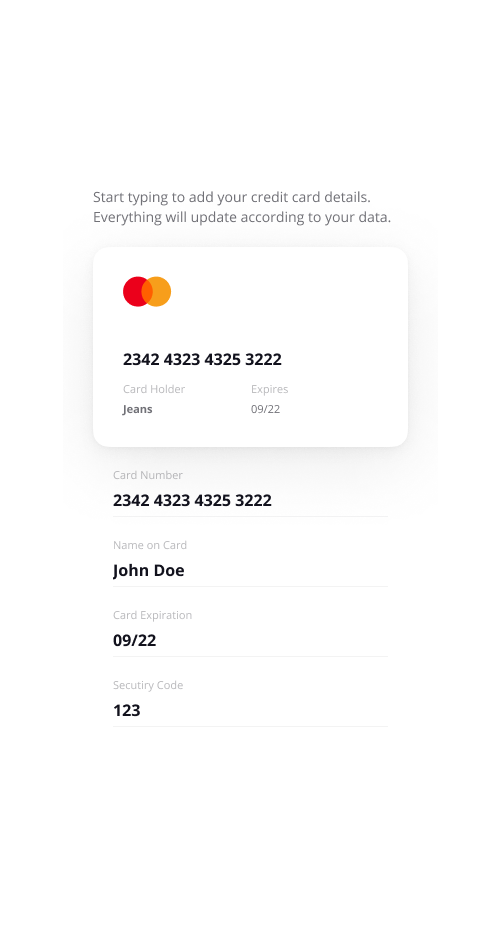 Start typing to add your credit card details.
Everything will update according to your data.
2342 4323 4325 3222
Card Holder Expires
Jeans 09/22
Card Number
2342 4323 4325 3222
Name on Card
John Doe
Card Expiration
09/22
Secutiry Code
123